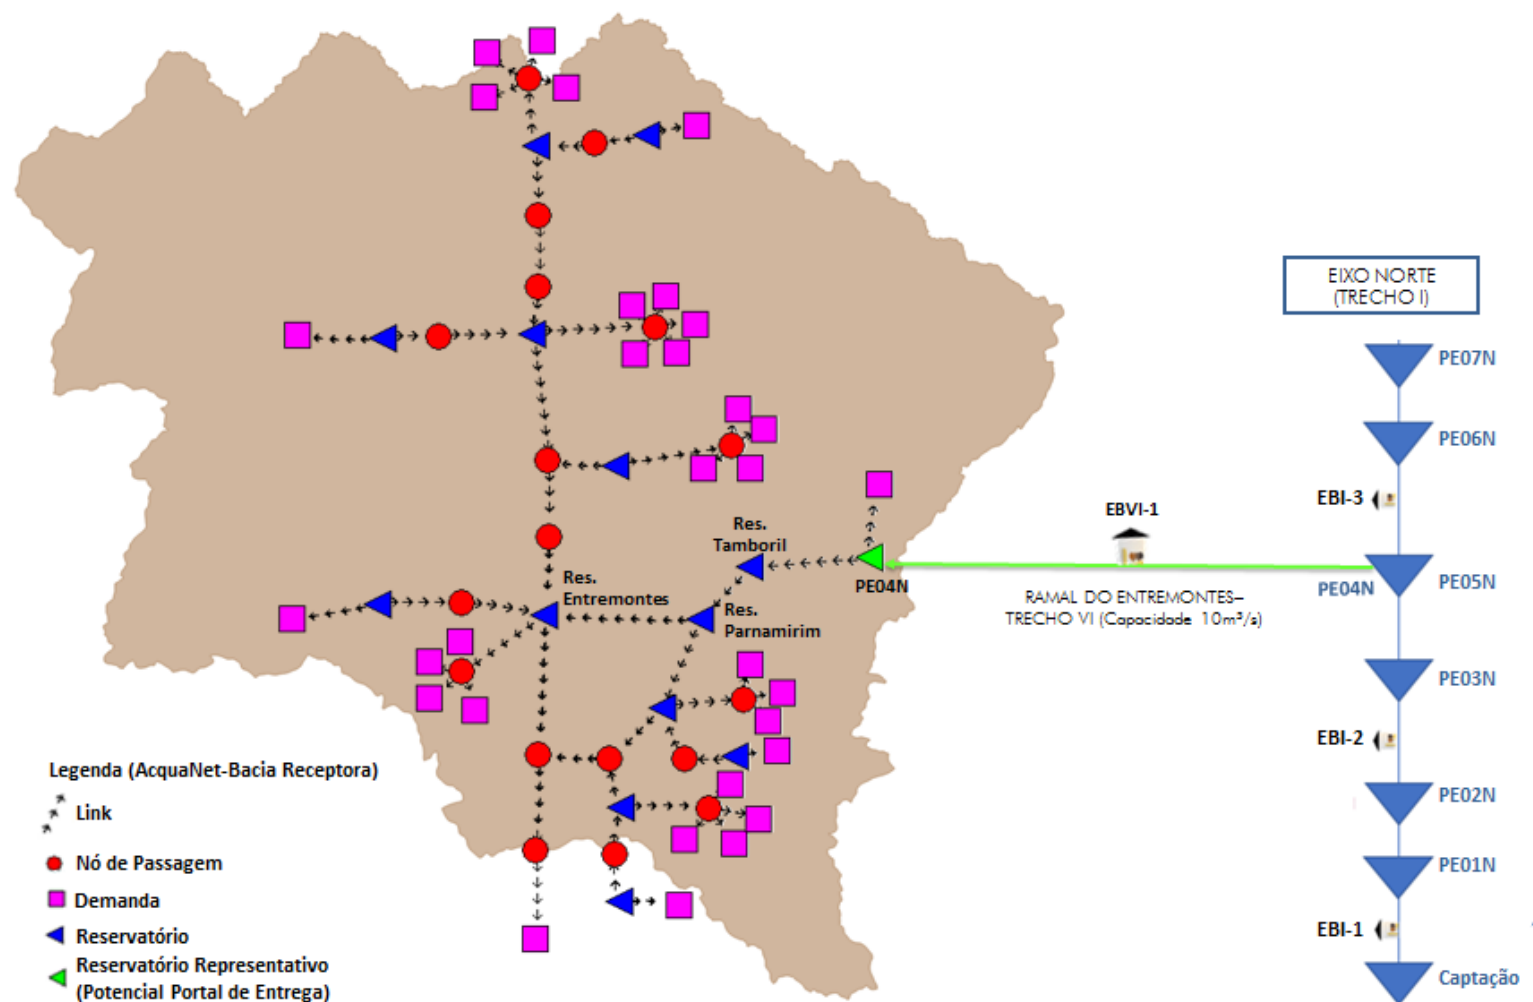 EIXO NORTE
(TRECHO I)
PE07N
PE06N
EBI-3
EBVI-1
Res.
Tamboril
PE04N
PE04N
PE05N
RAMAL DO ENTREMONTES–
TRECHO VI (Capacidade 10m³/s)
Res.
Entremontes
Res.
Parnamirim
PE03N
EBI-2
PE02N
PE01N
EBI-1
Captação
Legenda (AcquaNet-Bacia Receptora)
Link
Nó de Passagem
Demanda
Reservatório
Reservatório Representativo
(Potencial Portal de Entrega)